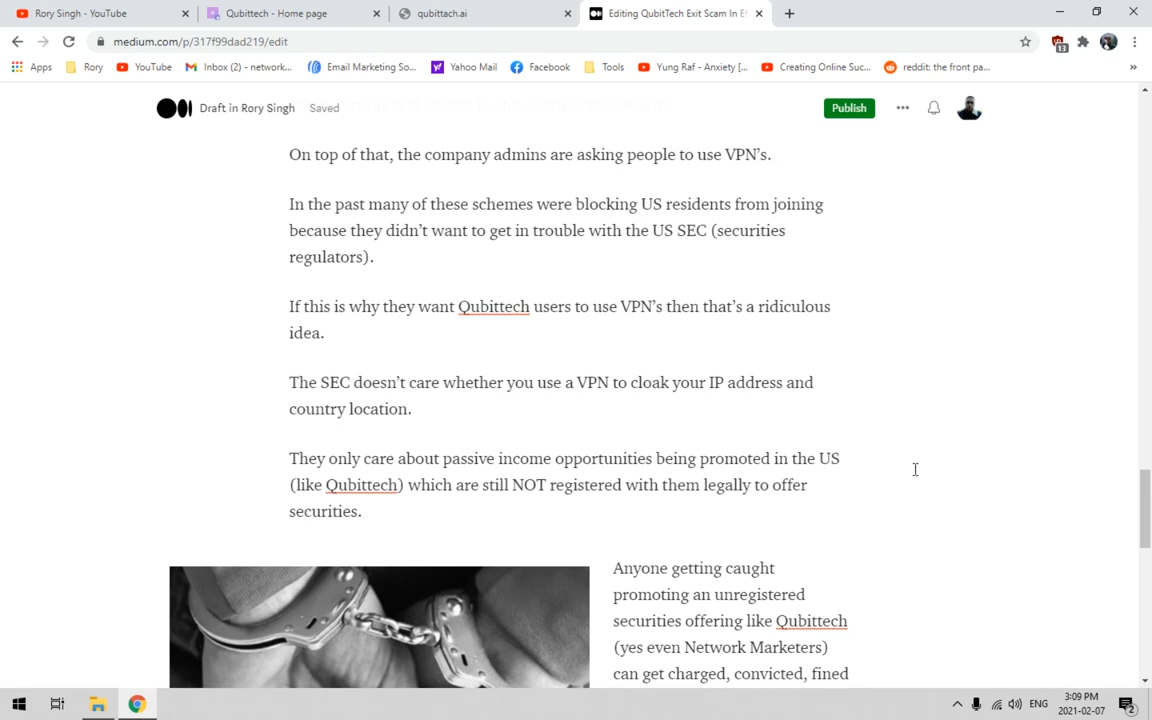 Rory Singh - YouTube
Qubittech - Home page
qubittach.ai
Editing QubitTech Exit Scam In Ef
medium.com/p/317f99dad219/edit
13
Apps
Rory
YouTube
Inbox (2) - network...
Email Marketing So...
Yahoo Mail
Facebook
Tools
Yung Raf - Anxiety [...
Creating Online Suc...
reddit: the front pa...
Draft in Rory Singh
Saved
Publish
On top of that, the company admins are asking people to use VPN’s.
In the past many of these schemes were blocking US residents from joining
because they didn’t want to get in trouble with the US SEC (securities
regulators).
If this is why they want Qubittech users to use VPN’s then that’s a ridiculous
idea.
The SEC doesn’t care whether you use a VPN to cloak your IP address and
country location.
They only care about passive income opportunities being promoted in the US
(like Qubittech) which are still NOT registered with them legally to offer
securities.
Anyone getting caught
promoting an unregistered
securities offering like Qubittech
(yes even Network Marketers)
can get charged, convicted, fined
ENG
3:09 PM
2021-02-07
2